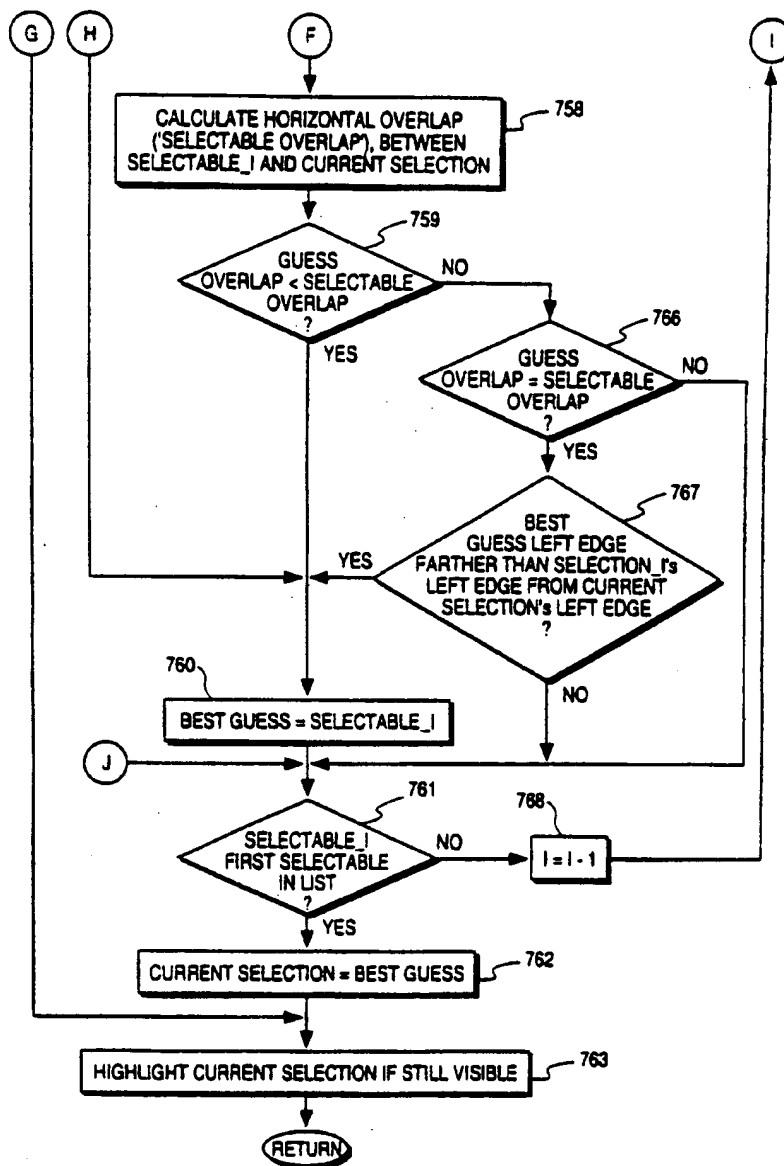 G
H
F
I
758
CALCULATE HORIZONTAL OVERLAP
('SELECTABLE OVERLAP'), BETWEEN
SELECTABLE_I AND CURRENT SELECTION
759
GUESS
OVERLAP < SELECTABLE
OVERLAP
?
NO
YES
766
GUESS
OVERLAP = SELECTABLE
OVERLAP
?
NO
YES
767
BEST
GUESS LEFT EDGE
FARTHER THAN SELECTION_I's
LEFT EDGE FROM CURRENT
SELECTION's LEFT EDGE
?
YES
NO
760
BEST GUESS = SELECTABLE_I
J
761
SELECTABLE_I
FIRST SELECTABLE
IN LIST
?
NO
YES
768
I = I - 1
CURRENT SELECTION = BEST GUESS
762
HIGHLIGHT CURRENT SELECTION IF STILL VISIBLE
763
RETURN